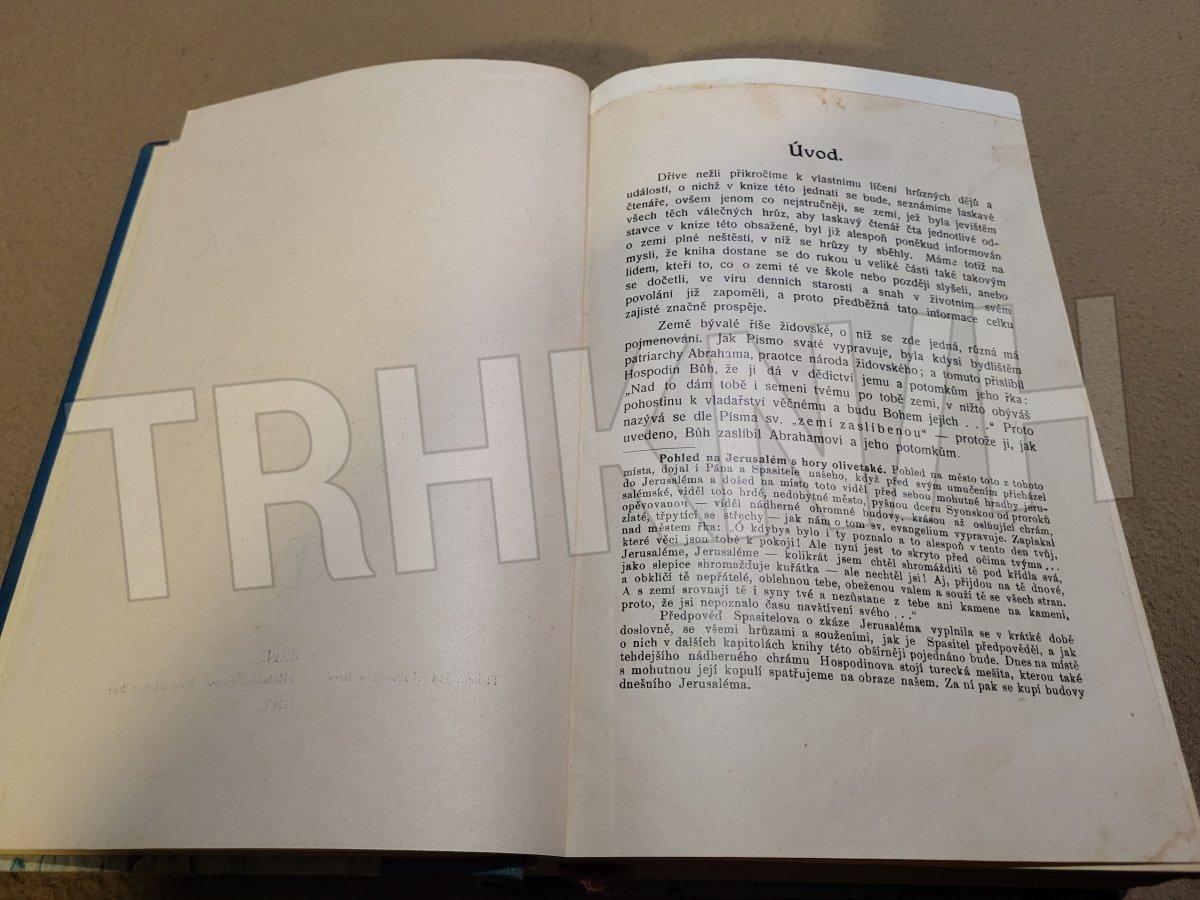 Úvod.
Dříve nežli přikročíme k vlastnímu líčení hrůzných dějů a
událostí, o nichž v knize této jednati se bude, seznámíme laskavé
čtenáře, ovšem jenom co nejstručněji, se zemí, jež byla jevištěm
všech těch válečných hrůz, aby laskavý čtenář čta jednotlivé od-
stavce v knize této obsažené, byl již alespoň poněkud informován
o zemi plné neštěstí, v níž se hrůzy ty sběhly. Máme totiž na
mysli, že kniha dostane se do rukou u veliké části také takovým
lidem, kteří to, co o zemi té ve škole nebo později slyšeli, anebo
se dočetli, ve víru denních starostí a snah v životním svém
povolání již zapoměli, a proto předběžná tato informace celku
zajisté značně prospěje.
Země bývalé říše židovské, o níž se zde jedná, různá má
pojmenování. Jak Písmo svaté vypravuje, byla kdysi bydlištěm
patriarchy Abrahama, praotce národa židovského; a tomuto přislíbil
Hospodin Bůh, že ji dá v dědictví jemu a potomkům jeho řka:
„Nad to dám tobě i semeni tvému po tobě zemi, v nížto obýváš
pohostinu k vladařství věčnému a budu Bohem jejich . . .“ Proto
nazývá se dle Písma sv. „zemí zaslíbenou“ — protože ji, jak
uvedeno, Bůh zaslíbil Abrahamovi a jeho potomkům.
Pohled na Jerusalém s hory olivetské. Pohled na město toto z tohoto
místa, dojal i Pána a Spasitele našeho, když před svým umučením přicházel
do Jerusaléma a došed na místo toto viděl před sebou mohutné hradby jeru-
salémské, viděl toto hrdé, nedobytné město, pyšnou dceru Syonskou od proroků
opěvovanou — viděl nádherné ohromné budovy, krásou až oslňující chrám,
zlaté, třpytící se střechy — jak nám o tom sv. evangelium vypravuje. Zaplakal
nad městem řka: „Ó kdybys bylo i ty poznalo a to alespoň v tento den tvůj,
které věci jsou tobě k pokoji! Ale nyní jest to skryto před očima tvýma ...
Jerusaléme, Jerusaléme — kolikrát jsem chtěl shromážditi tě pod křídla svá,
jako slepice shromažďuje kuřátka — ale nechtěl jsi! Aj, přijdou na tě dnové,
a obklíčí tě nepřátelé, oblehnou tebe, obeženou valem a souží tě se všech stran.
A s zemí srovnají tě i syny tvé a nezůstane z tebe ani kamene na kameni,
proto, že jsi nepoznalo času navštívení svého . . .“
Předpověď Spasitelova o zkáze Jerusaléma vyplnila se v krátké době
doslovně, se všemi hrůzami a souženími, jak je Spasitel předpověděl, a jak
o nich v dalších kapitolách knihy této obšírněji pojednáno bude. Dnes na místě
tehdejšího nádherného chrámu Hospodinova stojí turecká mešita, kterou také
s mohutnou její kopulí spatřujeme na obraze našem. Za ní pak se kupí budovy
dnešního Jerusaléma.
TRHKNIH